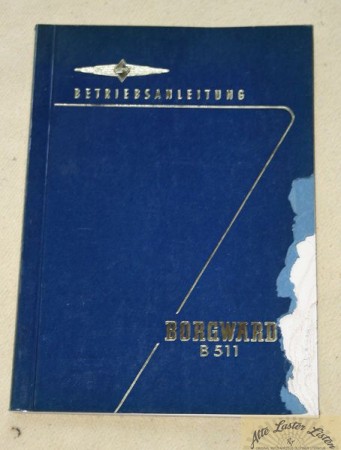 BETRIEBSANLEITUNG
BORGWARD
B 511
Alte Laster Listen